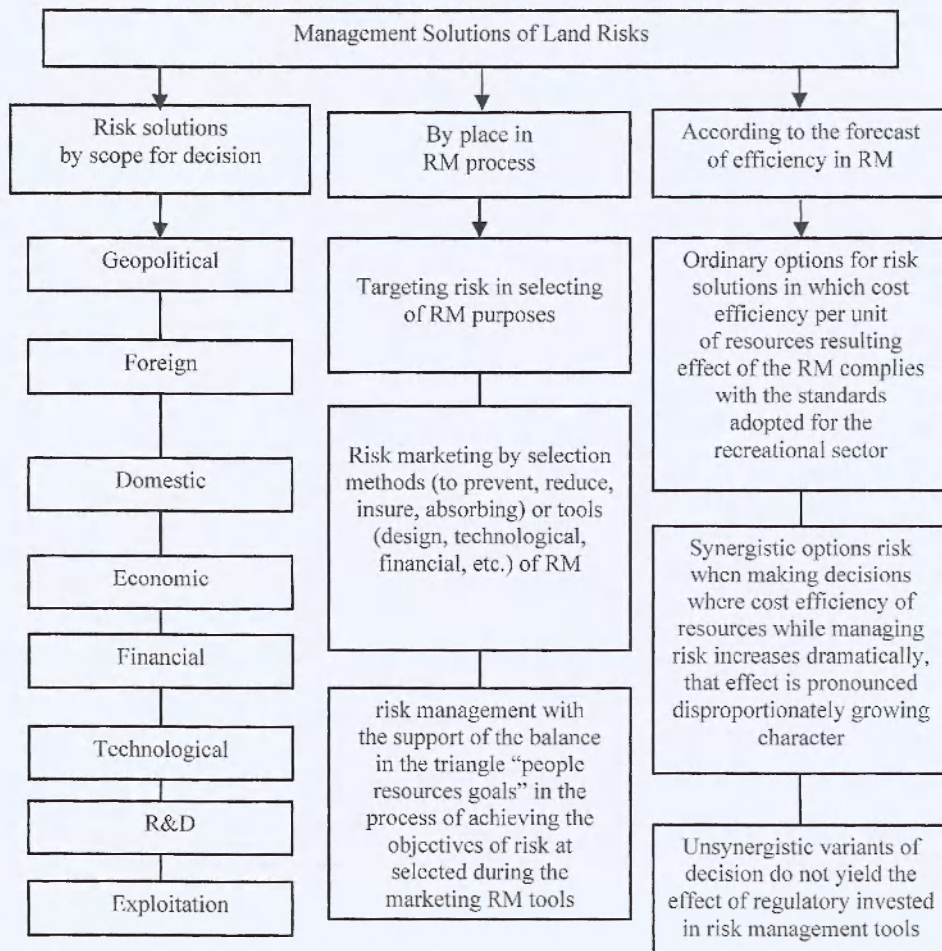 Management Solutions of Land Risks
Risk solutions
by scope for decision
Geopolitical
Foreign
Domestic
Economic
Financial
Technological
R&D
Exploitation
By place in
RM process
Targeting risk in selecting
of RM purposes
Risk marketing by selection
methods (to prevent, reduce,
insure, absorbing) or tools
(design, technological,
financial, etc.) of RM
risk management with
the support of the balance
in the triangle “people
resources goals” in the
process of achieving the
objectives of risk at
selected during the
marketing RM tools
According to the forecast
of efficiency in RM
Ordinary options for risk
solutions in which cost
efficiency per unit
of resources resulting
effect of the RM complies
with the standards
adopted for the
recreational sector
Synergistic options risk
when making decisions
where cost efficiency of
resources while managing
risk increases dramatically,
that effect is pronounced
disproportionately growing
character
Unsynergistic variants of
decision do not yield the
effect of regulatory invested
in risk management tools